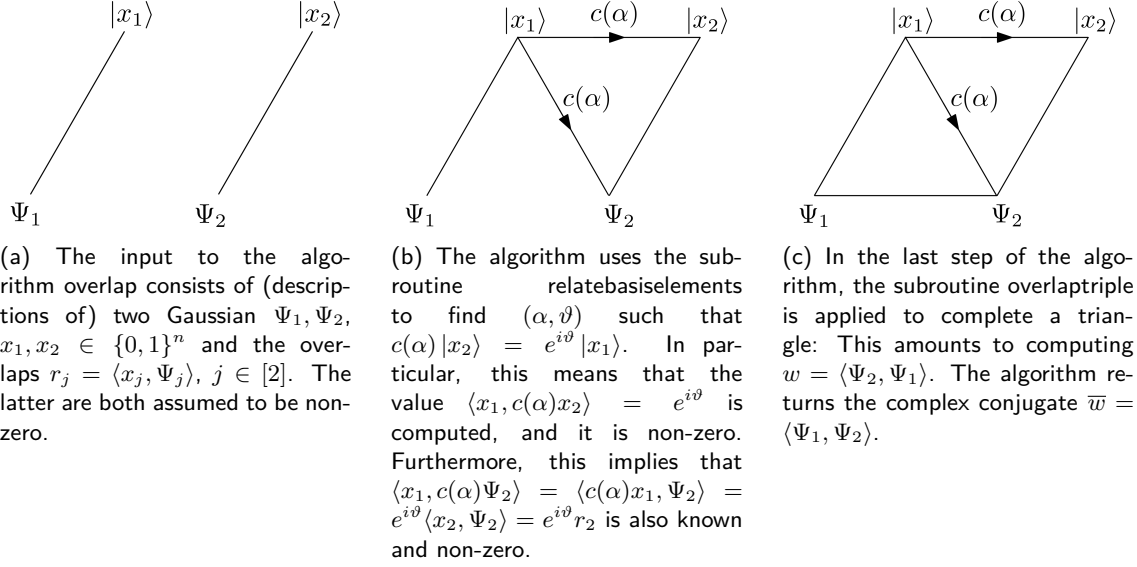 |x₁⟩
|x₂⟩
Ψ₁
Ψ₂
(a) The input to the algo-
rithm overlap consists of (descrip-
tions of) two Gaussian Ψ₁, Ψ₂,
x₁, x₂ ∈ {0, 1}ⁿ and the over-
laps rⱼ = ⟨xⱼ, Ψⱼ⟩, j ∈ [2]. The
latter are both assumed to be non-
zero.
|x₁⟩
c(α)
|x₂⟩
c(α)
Ψ₁
Ψ₂
(b) The algorithm uses the sub-
routine relatebasiselements
to find (α, ϑ) such that
c(α) |x₂⟩ = e^{iϑ} |x₁⟩. In par-
ticular, this means that the
value ⟨x₁, c(α)x₂⟩ = e^{iϑ} is
computed, and it is non-zero.
Furthermore, this implies that
⟨x₁, c(α)Ψ₂⟩ = ⟨c(α)x₁, Ψ₂⟩ =
e^{iϑ}⟨x₂, Ψ₂⟩ = e^{iϑ}r₂ is also known
and non-zero.
|x₁⟩
c(α)
|x₂⟩
c(α)
Ψ₁
Ψ₂
(c) In the last step of the algo-
rithm, the subroutine overlaptriple
is applied to complete a trian-
gle: This amounts to computing
w = ⟨Ψ₂, Ψ₁⟩. The algorithm re-
turns the complex conjugate w̅ =
⟨Ψ₁, Ψ₂⟩.